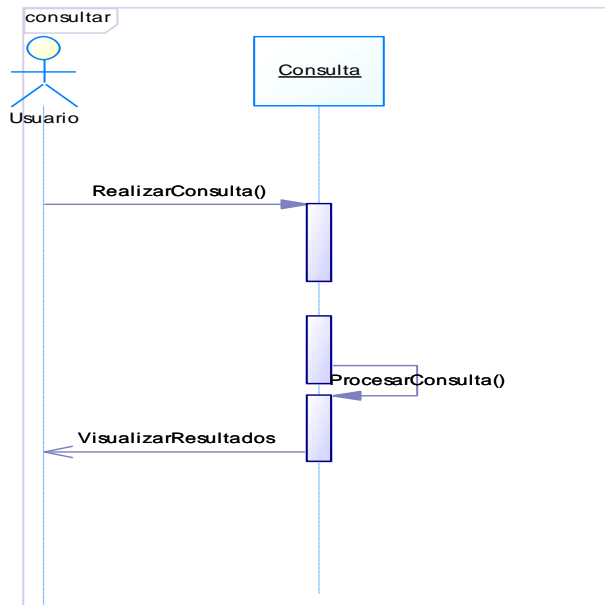 consultar
Consulta
Usuario
RealizarConsulta()
ProcesarConsulta()
VisualizarResultados